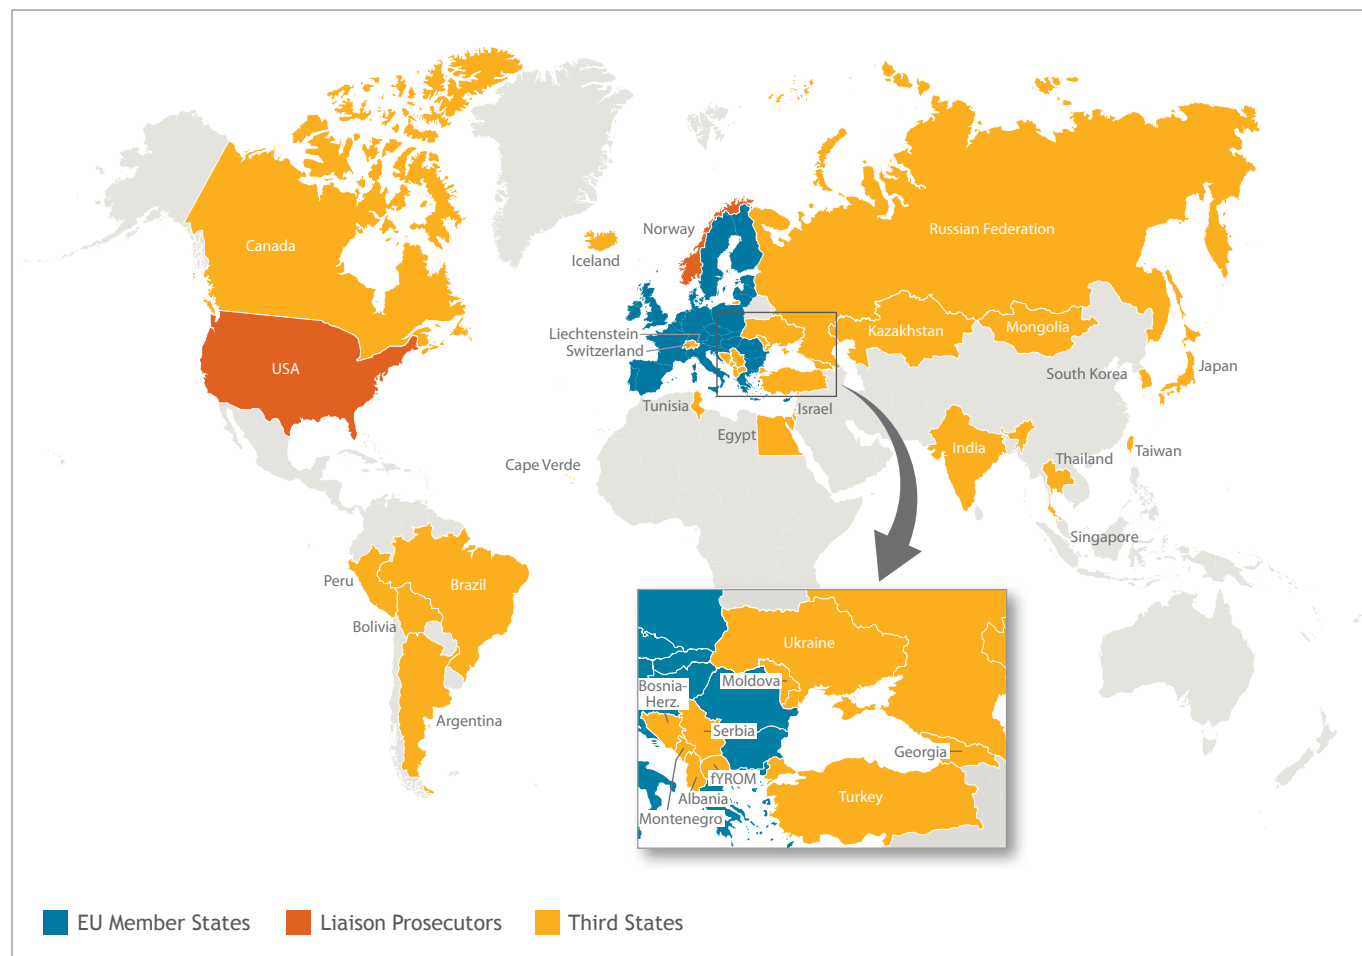 Norway
Russian Federation
Canada
Iceland
Liechtenstein
Switzerland
Kazakhstan
Mongolia
USA
South Korea
Japan
Tunisia
Israel
Egypt
India
Taiwan
Thailand
Cape Verde
Singapore
Peru
Brazil
Bolivia
Argentina
Ukraine
Moldova
Bosnia-
Herz.
Serbia
Georgia
fYROM
Albania
Turkey
Montenegro
EU Member States
Liaison Prosecutors
Third States